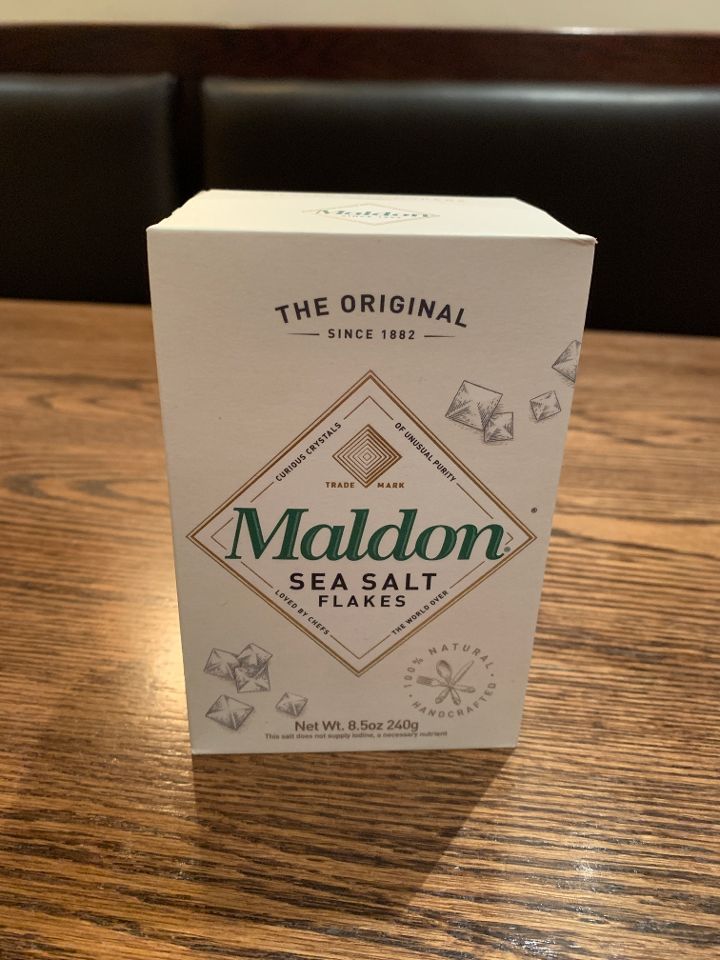 Maldon
THE ORIGINAL
SINCE 1882
CURIOUS CRYSTALS
OF UNUSUAL PURITY
TRADE MARK
Maldon®
SEA SALT
FLAKES
LOVED BY CHEFS
THE WORLD OVER
100% NATURAL
HANDCRAFTED
Net Wt. 8.5oz 240g
This salt does not supply iodine, a necessary nutrient